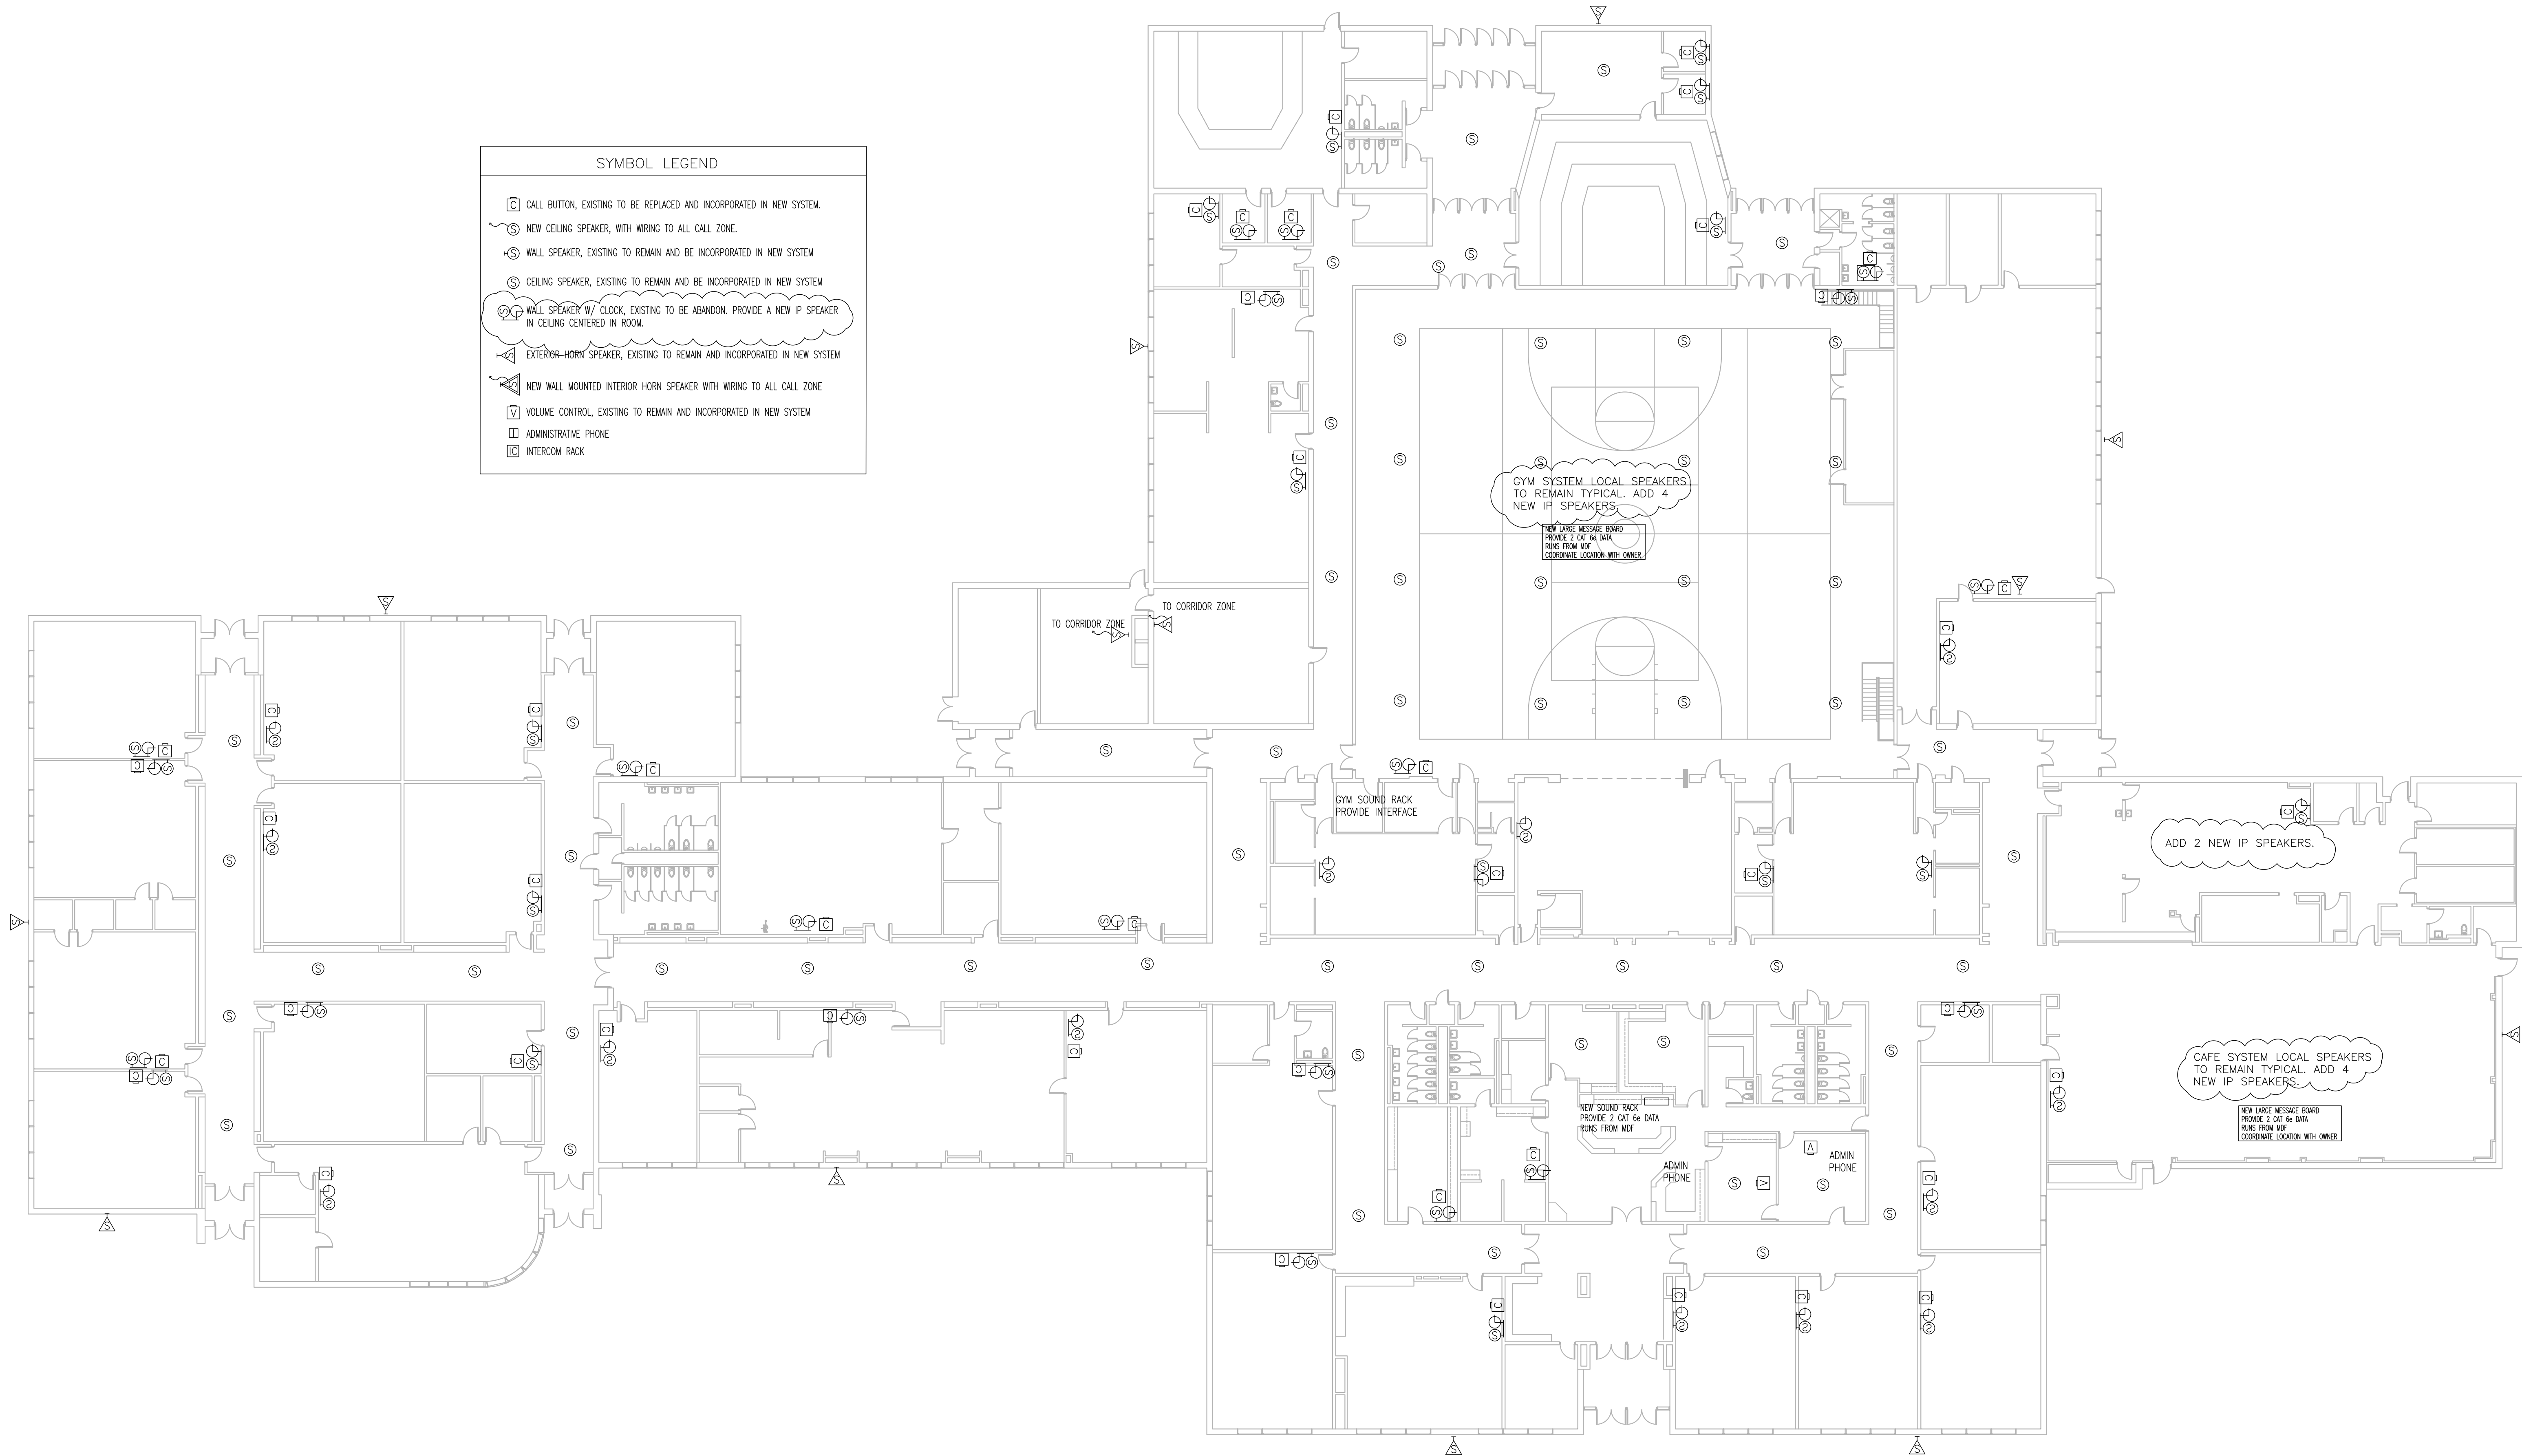 SYMBOL LEGEND
C CALL BUTTON, EXISTING TO BE REPLACED AND INCORPORATED IN NEW SYSTEM.
S NEW CEILING SPEAKER, WITH WIRING TO ALL CALL ZONE.
S WALL SPEAKER, EXISTING TO REMAIN AND BE INCORPORATED IN NEW SYSTEM
S CEILING SPEAKER, EXISTING TO REMAIN AND BE INCORPORATED IN NEW SYSTEM
S WALL SPEAKER W/ CLOCK, EXISTING TO BE ABANDON. PROVIDE A NEW IP SPEAKER
IN CEILING CENTERED IN ROOM.
S EXTERIOR HORN SPEAKER, EXISTING TO REMAIN AND INCORPORATED IN NEW SYSTEM
S NEW WALL MOUNTED INTERIOR HORN SPEAKER WITH WIRING TO ALL CALL ZONE
V VOLUME CONTROL, EXISTING TO REMAIN AND INCORPORATED IN NEW SYSTEM
ADMINISTRATIVE PHONE
IC INTERCOM RACK
GYM SYSTEM LOCAL SPEAKERS
TO REMAIN TYPICAL. ADD 4
NEW IP SPEAKERS.
NEW LARGE MESSAGE BOARD
PROVIDE 2 CAT 6e DATA
RUNS FROM MDF
COORDINATE LOCATION WITH OWNER
TO CORRIDOR ZONE
TO CORRIDOR ZONE
GYM SOUND RACK
PROVIDE INTERFACE
ADD 2 NEW IP SPEAKERS.
CAFE SYSTEM LOCAL SPEAKERS
TO REMAIN TYPICAL. ADD 4
NEW IP SPEAKERS.
NEW LARGE MESSAGE BOARD
PROVIDE 2 CAT 6e DATA
RUNS FROM MDF
COORDINATE LOCATION WITH OWNER
NEW SOUND RACK
PROVIDE 2 CAT 6e DATA
RUNS FROM MDF
ADMIN
PHONE
ADMIN
PHONE